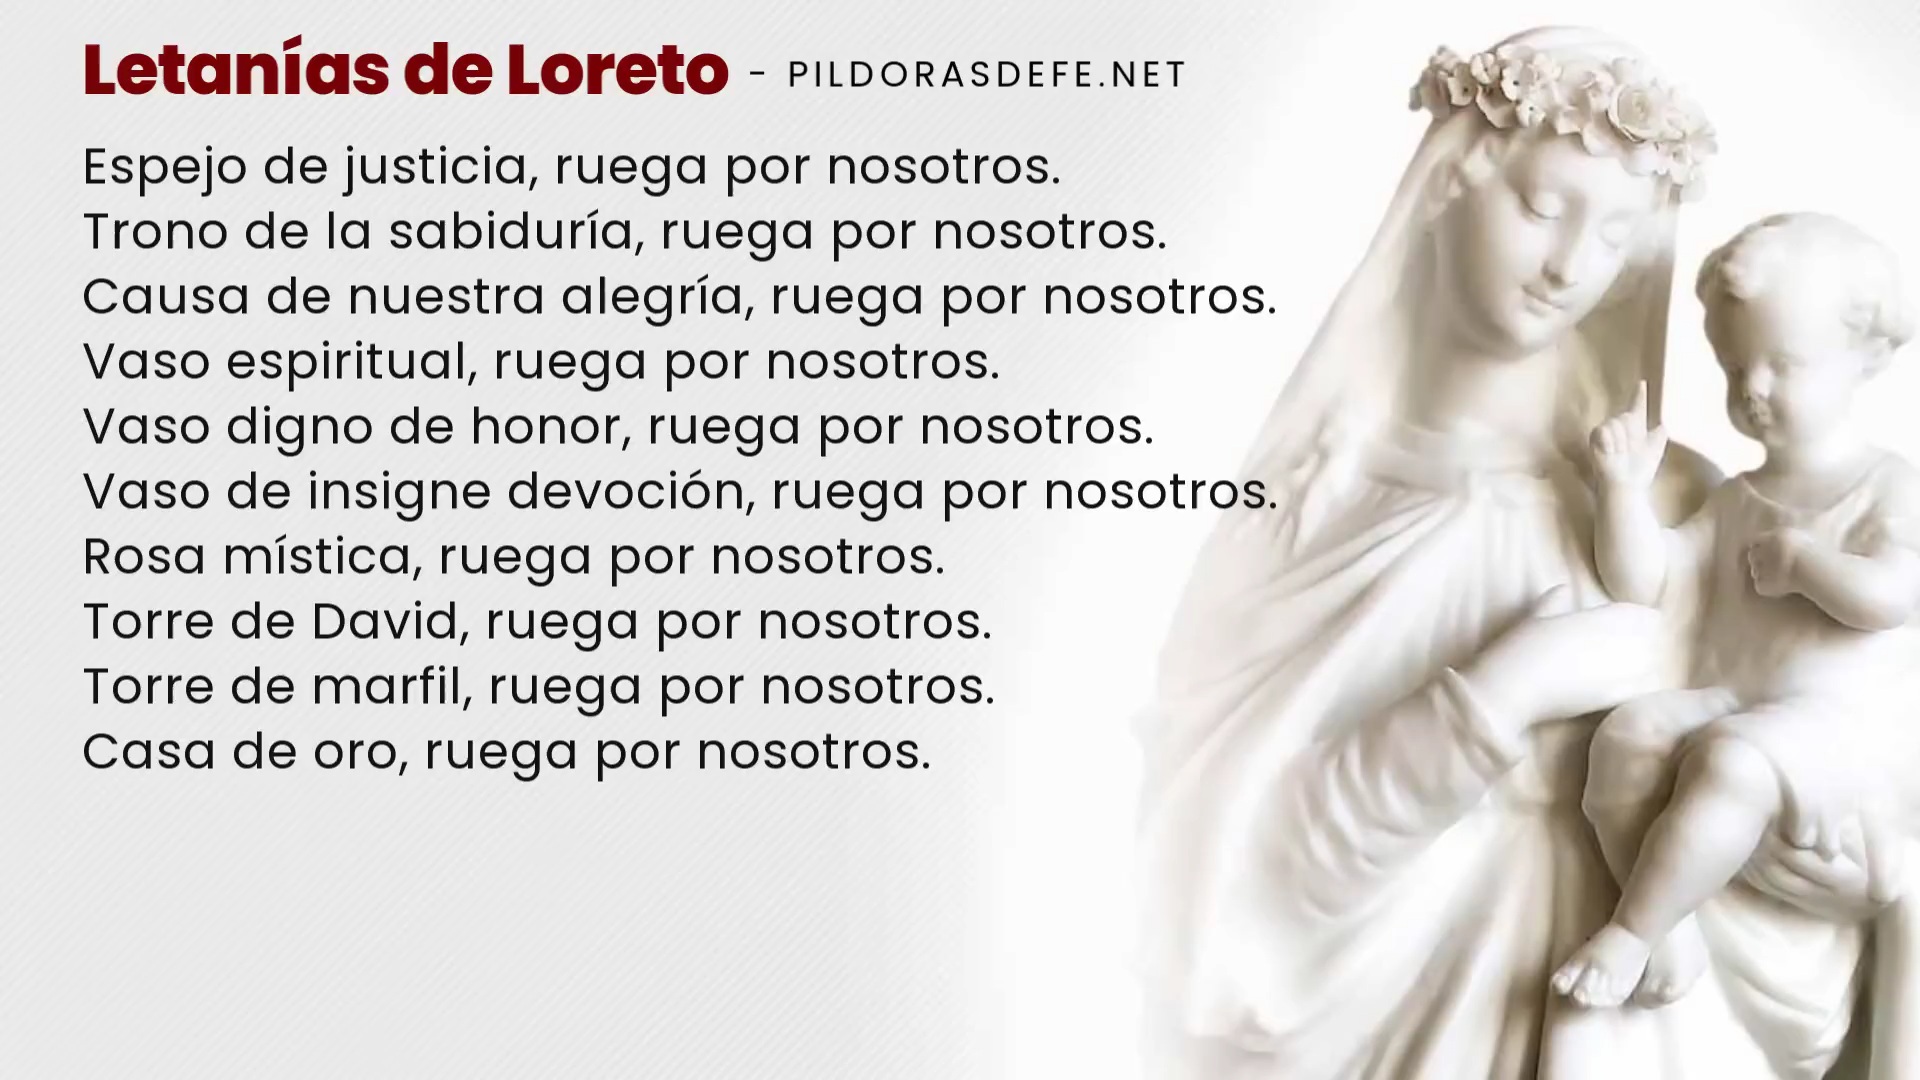 Letanías de Loreto - PILDORASDEFE.NET
Espejo de justicia, ruega por nosotros.
Trono de la sabiduría, ruega por nosotros.
Causa de nuestra alegría, ruega por nosotros.
Vaso espiritual, ruega por nosotros.
Vaso digno de honor, ruega por nosotros.
Vaso de insigne devoción, ruega por nosotros.
Rosa mística, ruega por nosotros.
Torre de David, ruega por nosotros.
Torre de marfil, ruega por nosotros.
Casa de oro, ruega por nosotros.